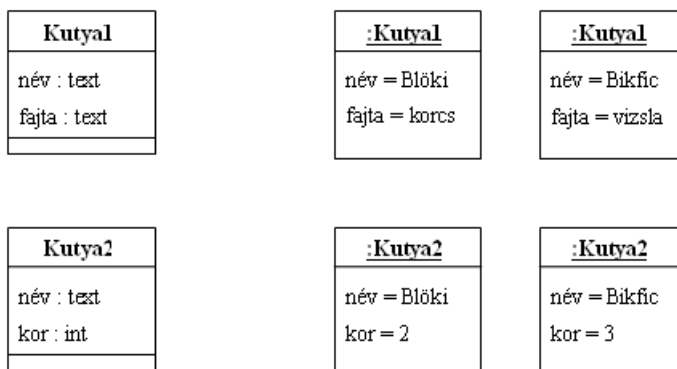 Kutya1
név : text
fajta : text
:Kutya1
név = Blöki
fajta = korcs
:Kutya1
név = Bikfic
fajta = vizsla
Kutya2
név : text
kor : int
:Kutya2
név = Blöki
kor = 2
:Kutya2
név = Bikfic
kor = 3